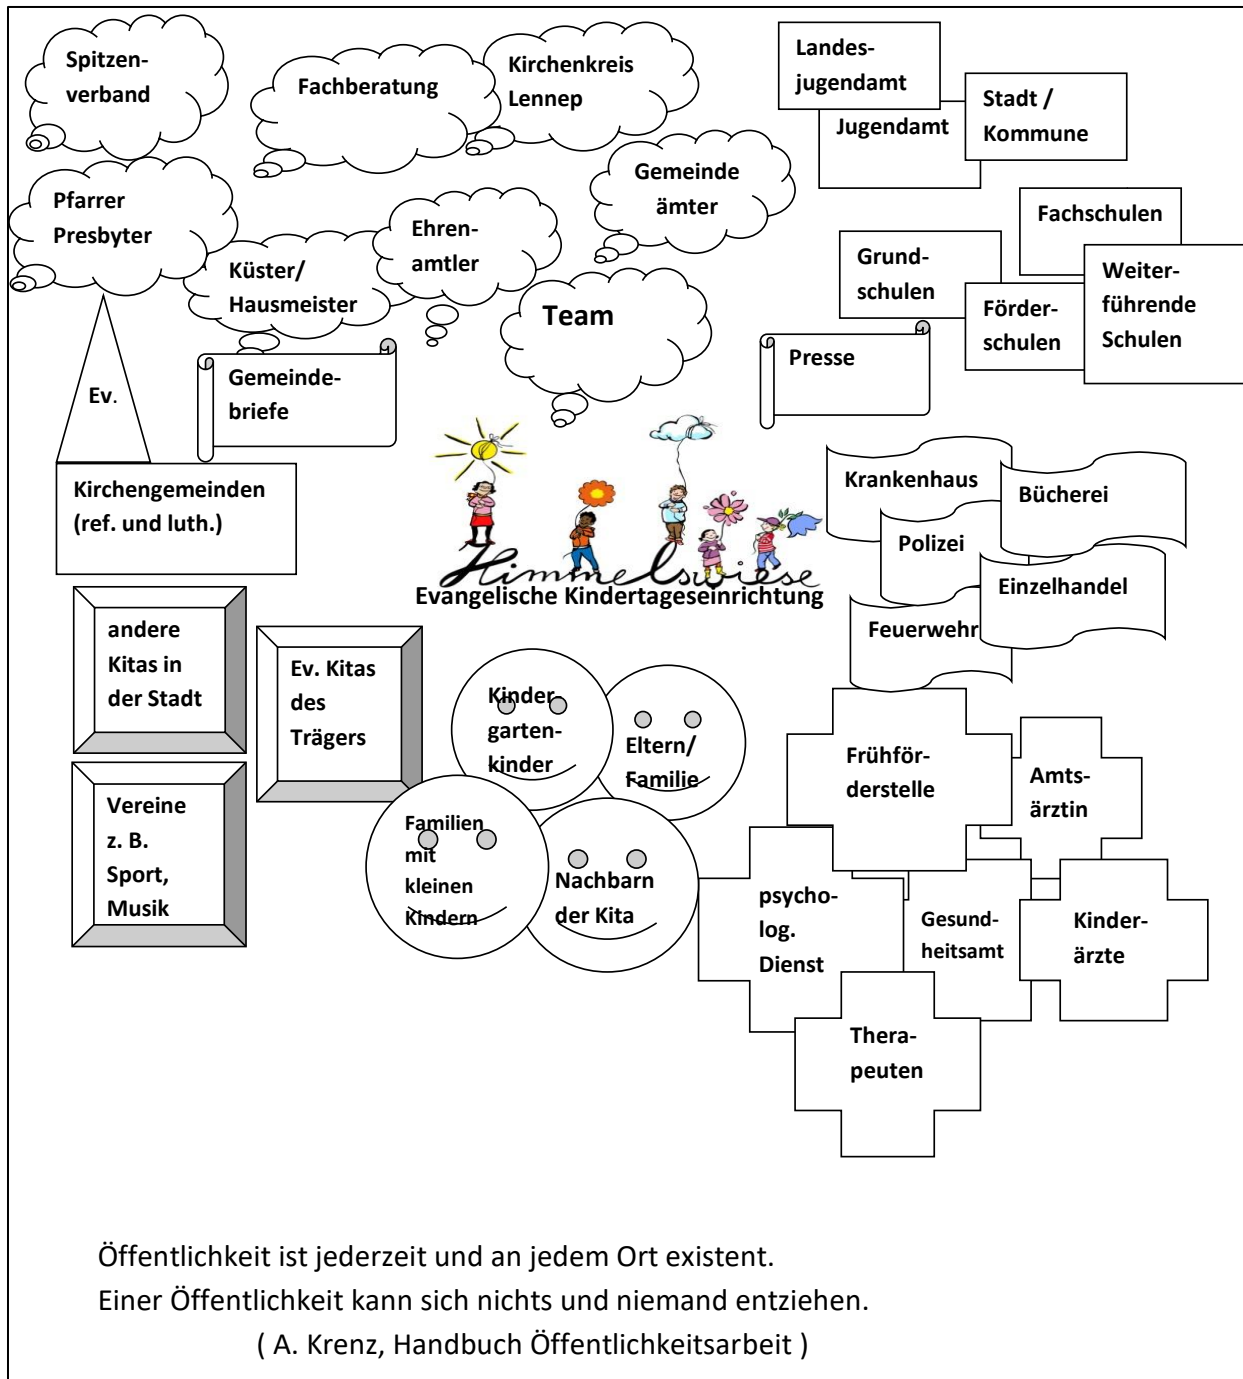 Spitzen-
verband
Fachberatung
Kirchenkreis
Lennep
Landes-
jugendamt
Jugendamt
Stadt /
Kommune
Pfarrer
Presbyter
Küster/
Hausmeister
Ehren-
amtler
Gemeinde
ämter
Team
Fachschulen
Grund-
schulen
Förder-
schulen
Weiter-
führende
Schulen
Presse
Gemeinde-
briefe
Ev.
Kirchengemeinden
(ref. und luth.)
Himmelswiese
Evangelische Kindertageseinrichtung
Krankenhaus
Bücherei
Polizei
Einzelhandel
Feuerwehr
andere
Kitas in
der Stadt
Ev. Kitas
des
Trägers
Vereine
z. B.
Sport,
Musik
Kinder-
garten-
kinder
Eltern/
Familie
Familien
mit
kleinen
Kindern
Nachbarn
der Kita
Frühför-
derstelle
Amts-
ärztin
psycho-
log.
Dienst
Gesund-
heitsamt
Kinder-
ärzte
Thera-
peuten
Öffentlichkeit ist jederzeit und an jedem Ort existent.
Einer Öffentlichkeit kann sich nichts und niemand entziehen.
( A. Krenz, Handbuch Öffentlichkeitsarbeit )